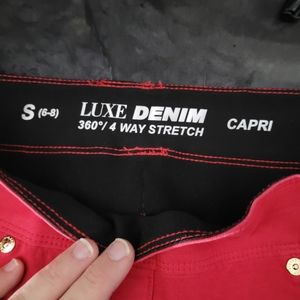 S (6-8) LUXE DENIM CAPRI
360°/ 4 WAY STRETCH